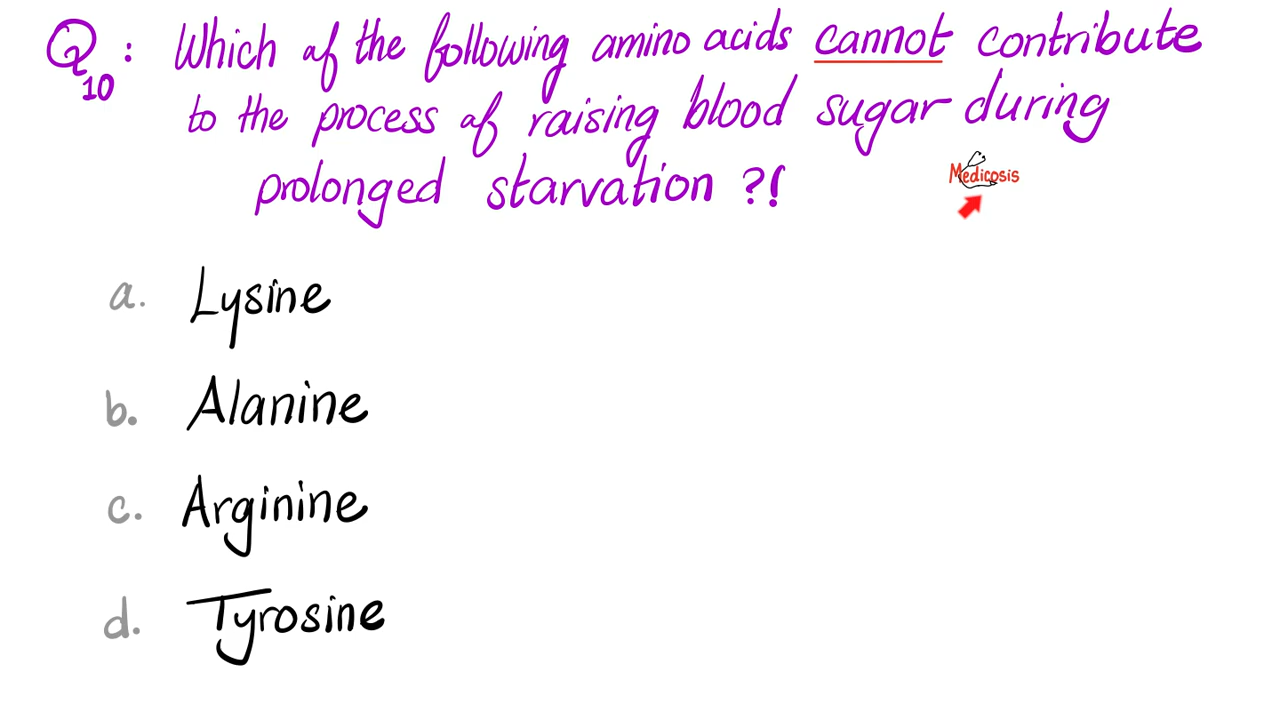 Q10: Which of the following amino acids cannot contribute
to the process of raising blood sugar during
prolonged starvation ?!
Medicosis
a. Lysine
b. Alanine
c. Arginine
d. Tyrosine